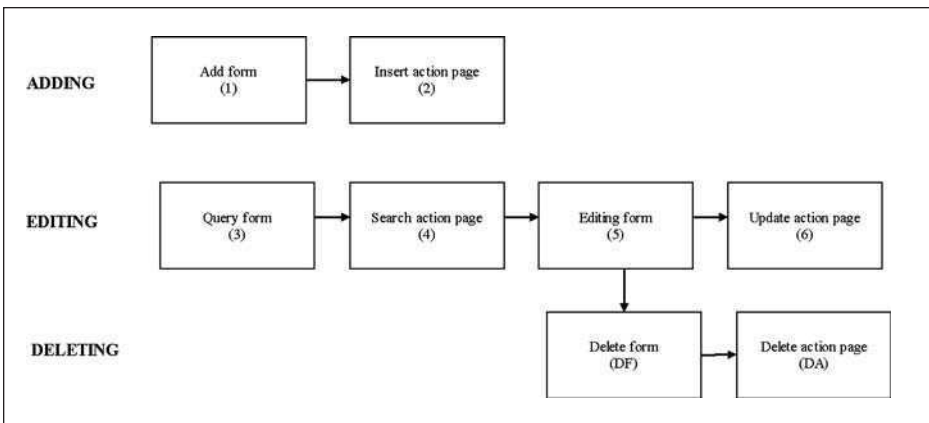 ADDING
Add form
(1)
Insert action page
(2)
EDITING
Query form
(3)
Search action page
(4)
Editing form
(5)
Update action page
(6)
DELETING
Delete form
(DF)
Delete action page
(DA)